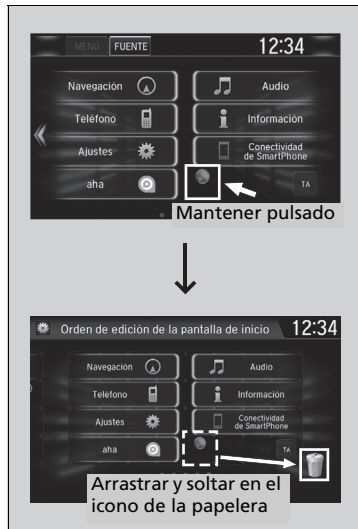 MENU FUENTE 12:34
Navegación Audio
Teléfono Información
Ajustes Conectividad
de SmartPhone
aha TA
Mantener pulsado
Orden de edición de la pantalla de inicio 12:34
Navegación Audio
Teléfono Información
Ajustes Conectividad
de SmartPhone
aha TA
Arrastrar y soltar en el
icono de la papelera